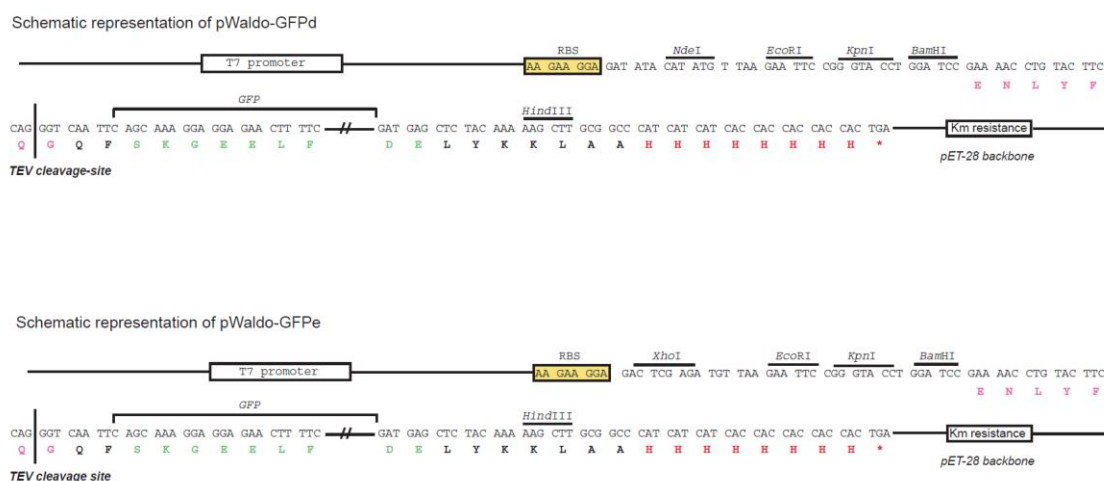 Schematic representation of pWaldo-GFPd
RBS NdeI EcoRI KpnI BamHI
T7 promoter AA GAA GGA GAT ATA CAT ATG T TAA GAA TTC CGG GTA CCT GGA TCC GAA AAC CTG TAC TTC
E N L Y F
GFP HindIII
CAG GGT CAA TTC AGC AAA GGA GGA GAA CTT TTC // GAT GAG CTC TAC AAA AAG CTT GCG GCC CAT CAT CAT CAC CAC CAC CAC CAC TGA Km resistance
Q G Q F S K G E E L F D E L Y K K L A A H H H H H H H H *
TEV cleavage-site pET-28 backbone
Schematic representation of pWaldo-GFPe
RBS XhoI EcoRI KpnI BamHI
T7 promoter AA GAA GGA GAC TCG AGA TGT TAA GAA TTC CGG GTA CCT GGA TCC GAA AAC CTG TAC TTC
E N L Y F
GFP HindIII
CAG GGT CAA TTC AGC AAA GGA GGA GAA CTT TTC // GAT GAG CTC TAC AAA AAG CTT GCG GCC CAT CAT CAT CAC CAC CAC CAC CAC TGA Km resistance
Q G Q F S K G E E L F D E L Y K K L A A H H H H H H H H *
TEV cleavage site pET-28 backbone